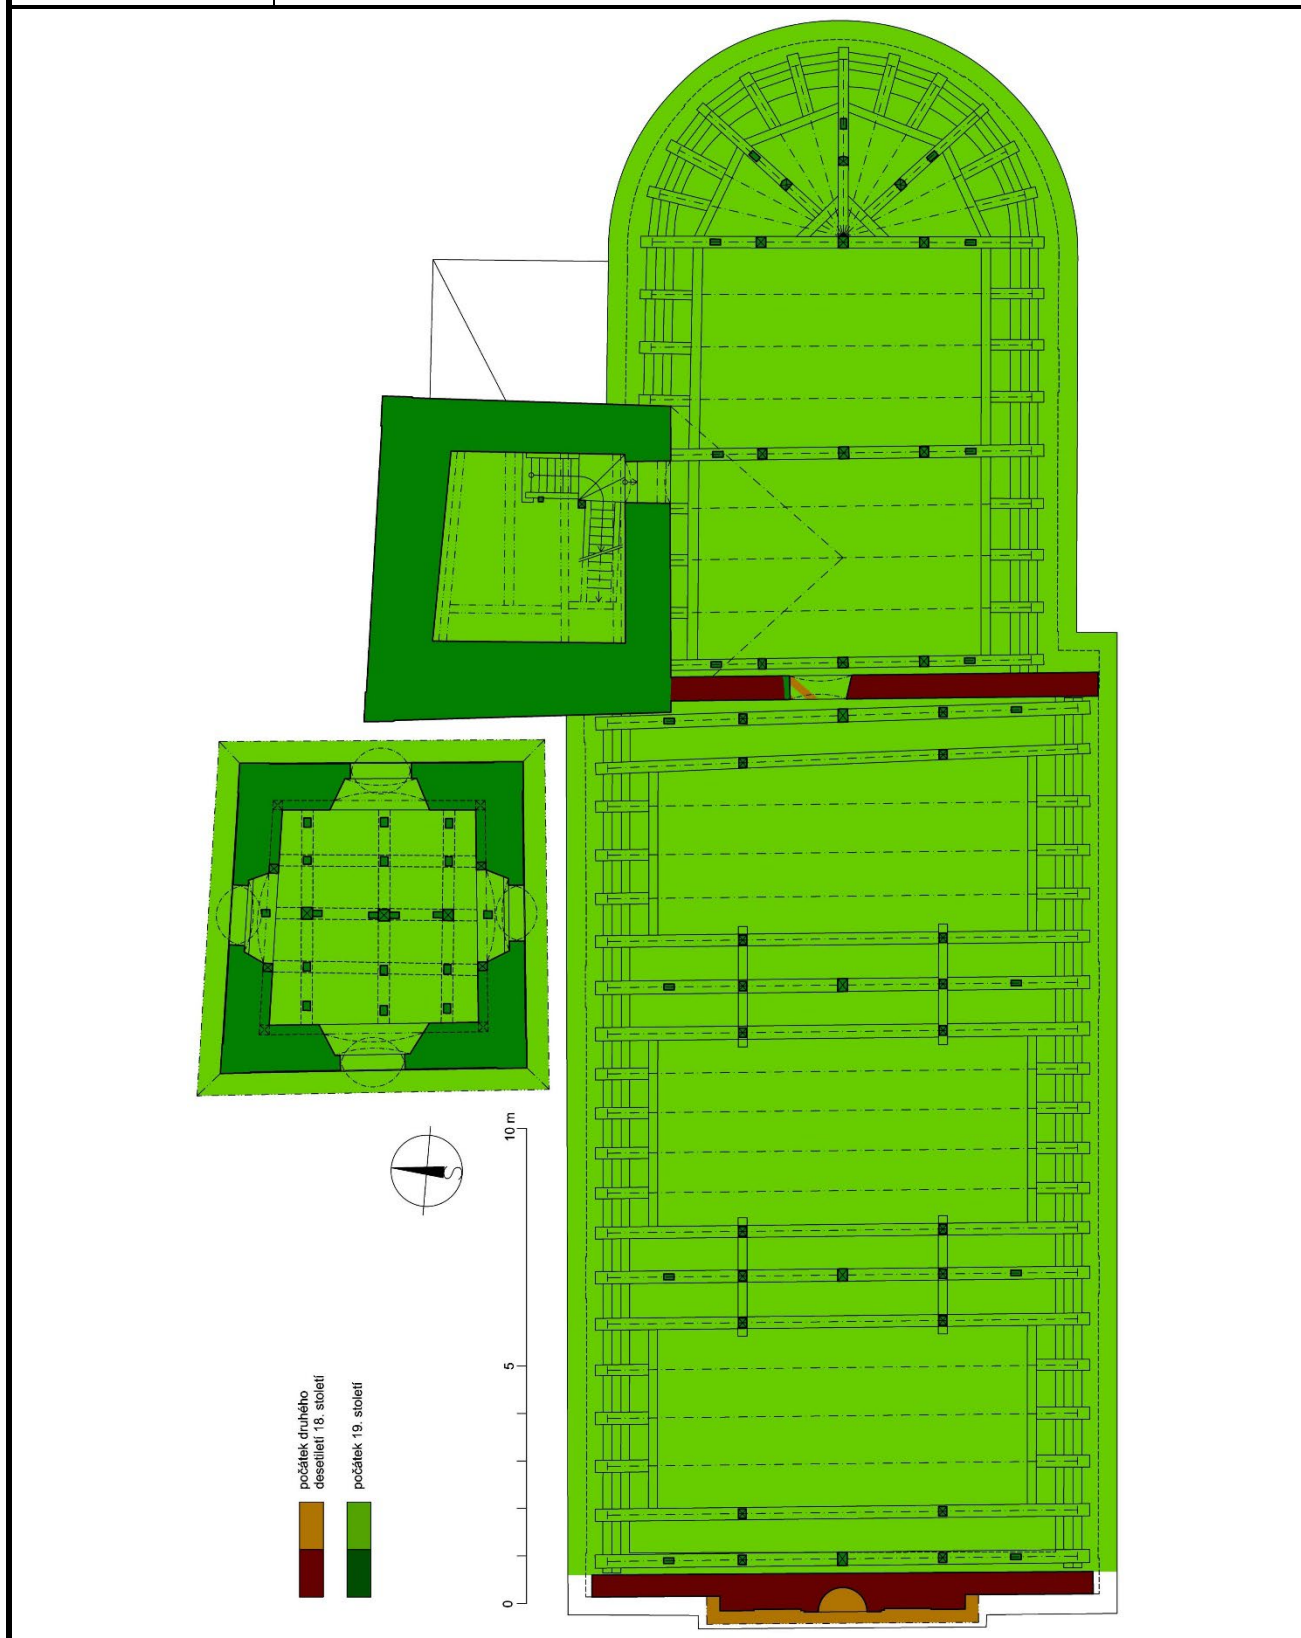 10 m
5
0
S
počátek druhého
desetiletí 18. století
počátek 19. století